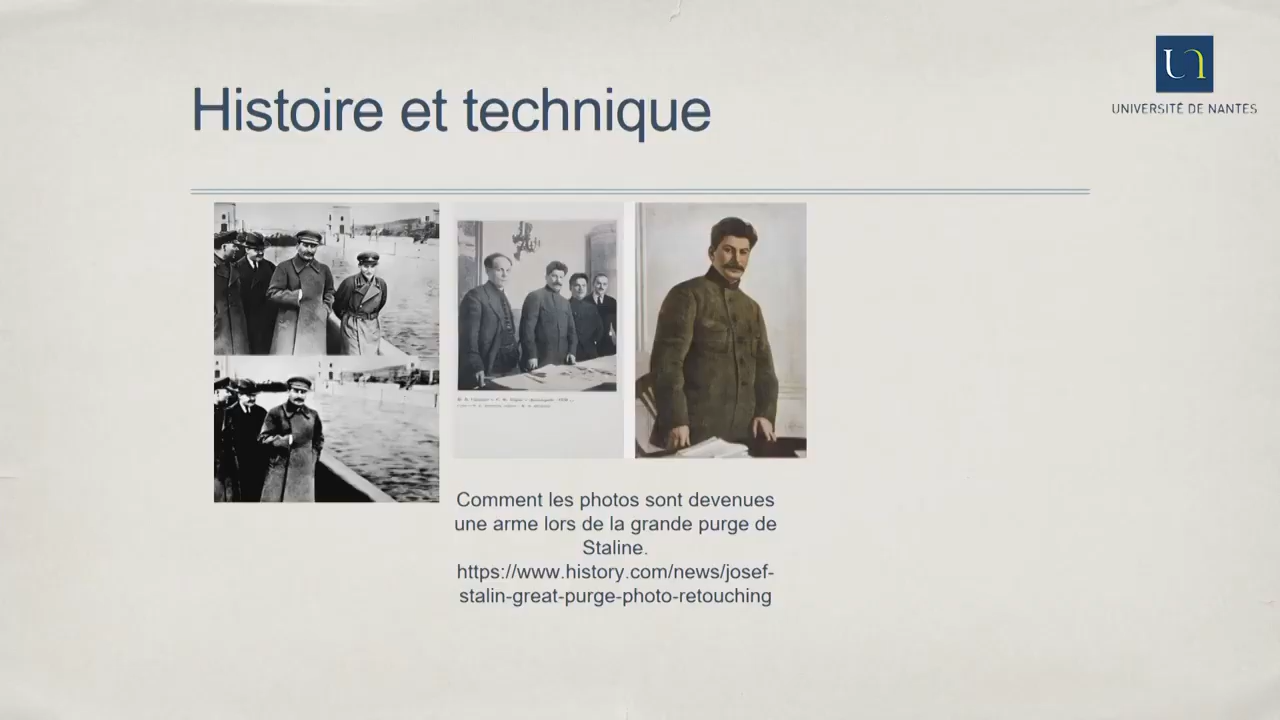 UNIVERSITÉ DE NANTES
Histoire et technique
Comment les photos sont devenues
une arme lors de la grande purge de
Staline.
https://www.history.com/news/josef-
stalin-great-purge-photo-retouching